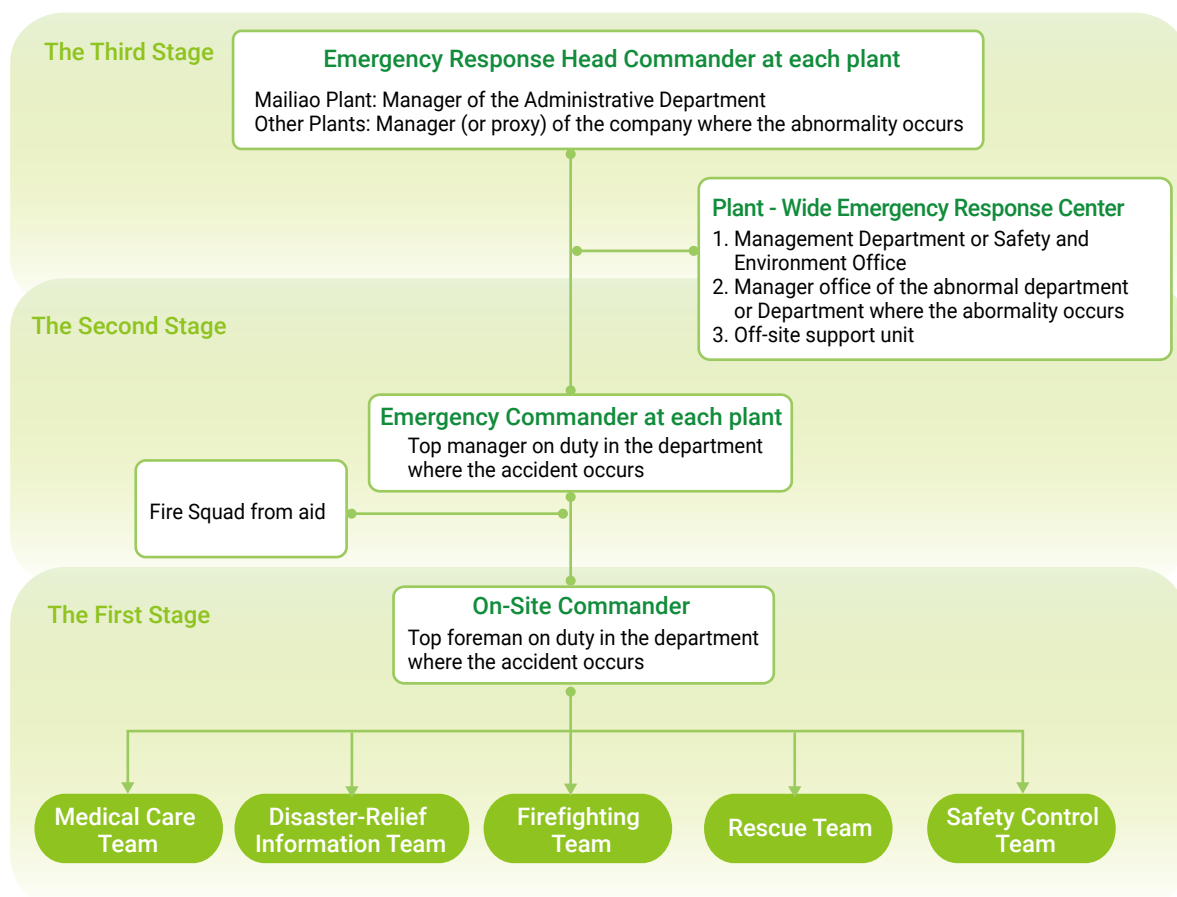 The Third Stage
Emergency Response Head Commander at each plant
Mailiao Plant: Manager of the Administrative Department
Other Plants: Manager (or proxy) of the company where the abnormality occurs
Plant - Wide Emergency Response Center
1. Management Department or Safety and
Environment Office
2. Manager office of the abnormal department
or Department where the abormality occurs
3. Off-site support unit
The Second Stage
Emergency Commander at each plant
Top manager on duty in the department
where the accident occurs
Fire Squad from aid
The First Stage
On-Site Commander
Top foreman on duty in the department
where the accident occurs
Medical Care
Team
Disaster-Relief
Information Team
Firefighting
Team
Rescue Team
Safety Control
Team